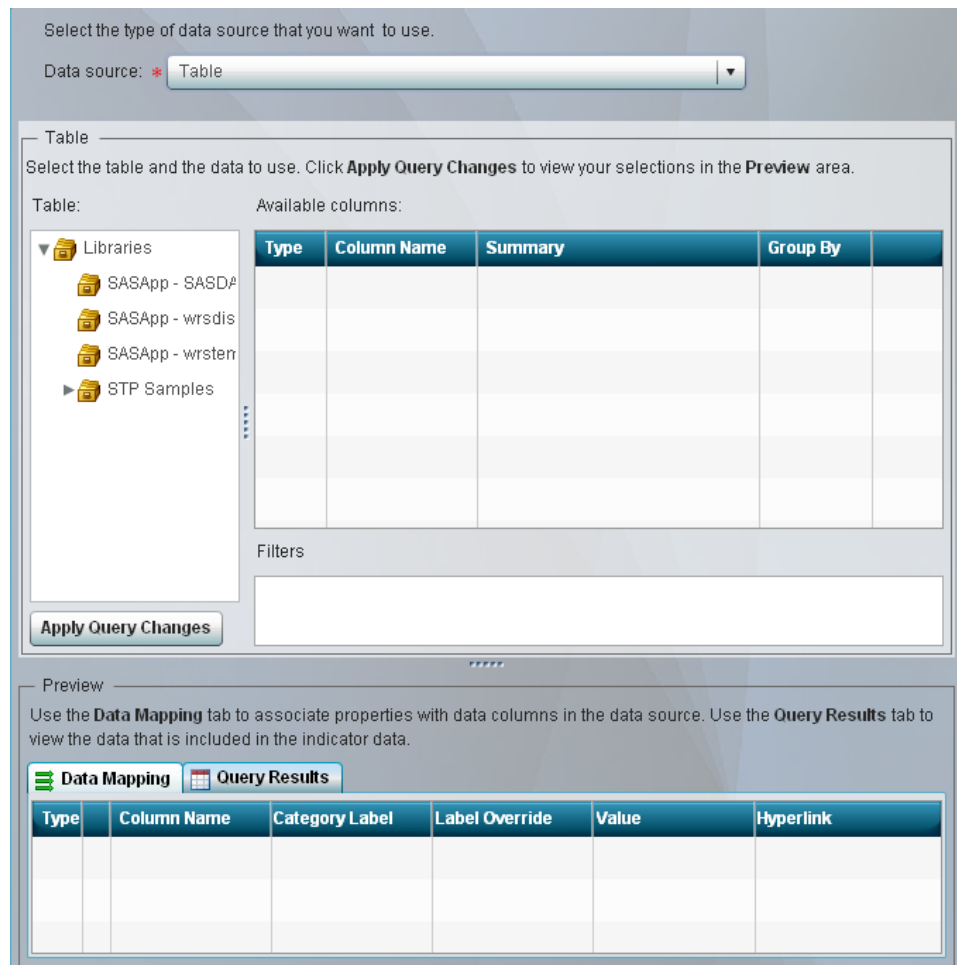 Select the type of data source that you want to use.
Data source: * Table
Table
Select the table and the data to use. Click Apply Query Changes to view your selections in the Preview area.
Table:
Available columns:
Libraries
SASApp - SASDA
SASApp - wrsdis
SASApp - wrstem
STP Samples
Type Column Name Summary Group By
Filters
Apply Query Changes
Preview
Use the Data Mapping tab to associate properties with data columns in the data source. Use the Query Results tab to
view the data that is included in the indicator data.
Data Mapping Query Results
Type Column Name Category Label Label Override Value Hyperlink